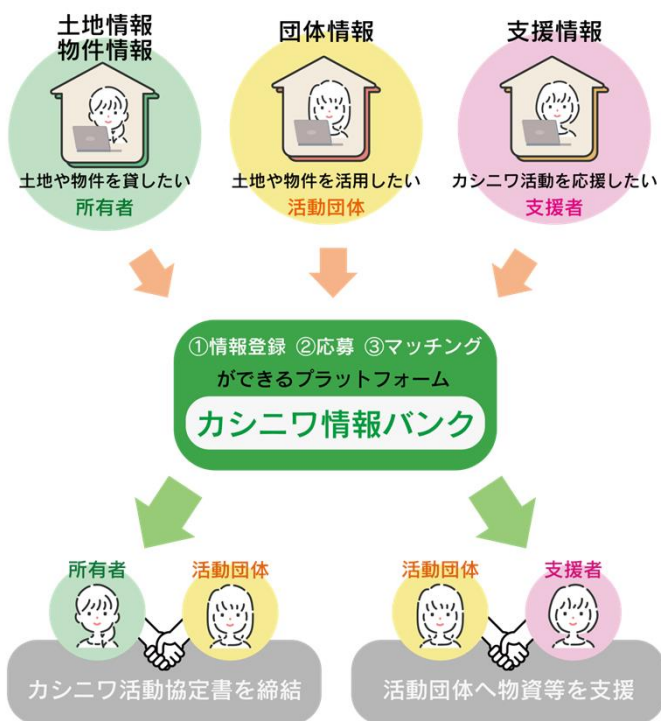 土地情報
物件情報
団体情報
支援情報
土地や物件を貸したい
所有者
土地や物件を活用したい
活動団体
カシニワ活動を応援したい
支援者
①情報登録 ②応募 ③マッチング
ができるプラットフォーム
カシニワ情報バンク
所有者
活動団体
カシニワ活動協定書を締結
活動団体
支援者
活動団体へ物資等を支援